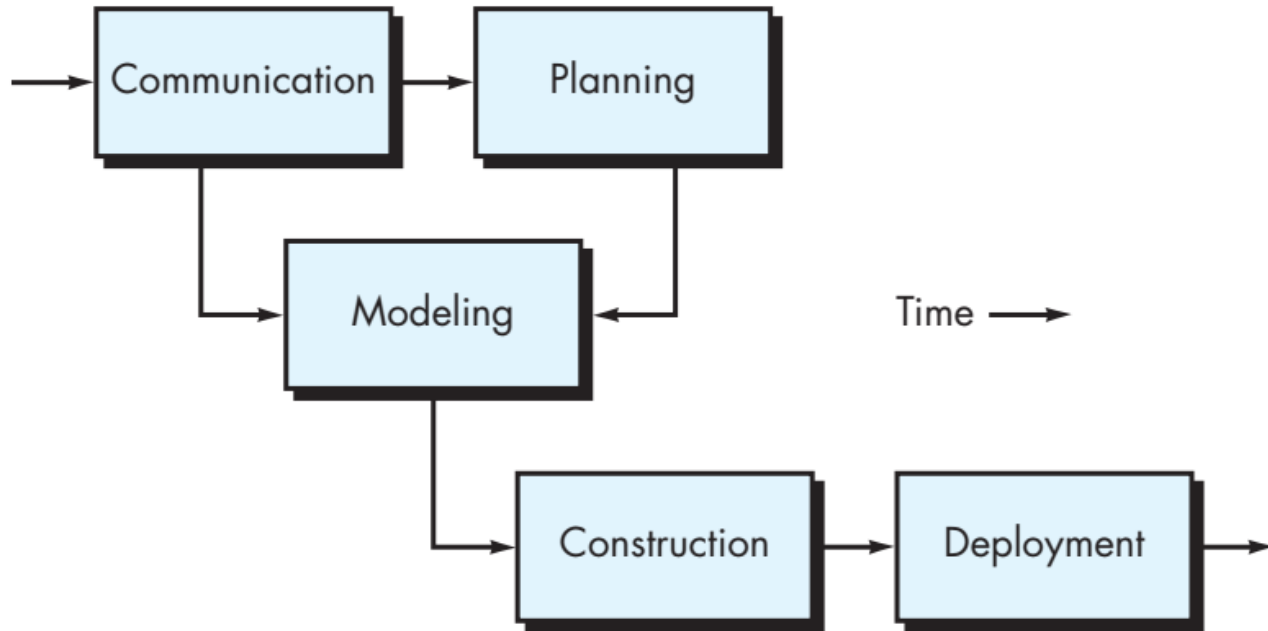 Communication
Planning
Modeling
Time
Construction
Deployment